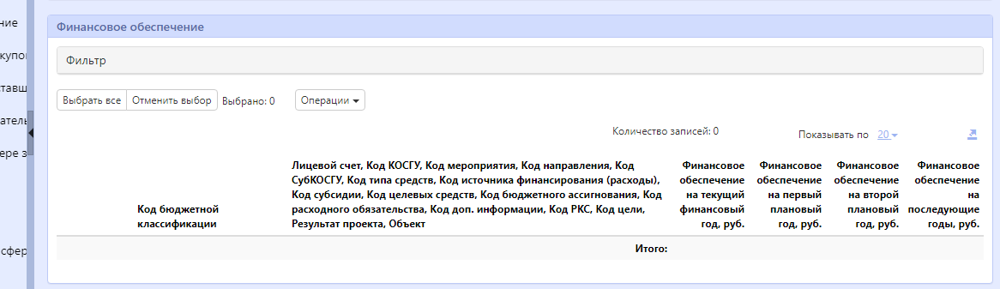 ние
Финансовое обеспечение
купо
Фильтр
ставщ
Выбрать все Отменить выбор Выбрано: 0 Операции
атель
Количество записей: 0 Показывать по 20
ере з
Код бюджетной
классификации
Лицевой счет, Код КОСГУ, Код мероприятия, Код направления, Код
СубКОСГУ, Код типа средств, Код источника финансирования (расходы),
Код субсидии, Код целевых средств, Код бюджетного ассигнования, Код
расходного обязательства, Код доп. информации, Код РКС, Код цели,
Результат проекта, Объект
Финансовое
обеспечение
на текущий
финансовый
год, руб.
Финансовое
обеспечение
на первый
плановый
год, руб.
Финансовое
обеспечение
на второй
плановый
год, руб.
Финансовое
обеспечение
на
последующие
годы, руб.
сфер
Итого: